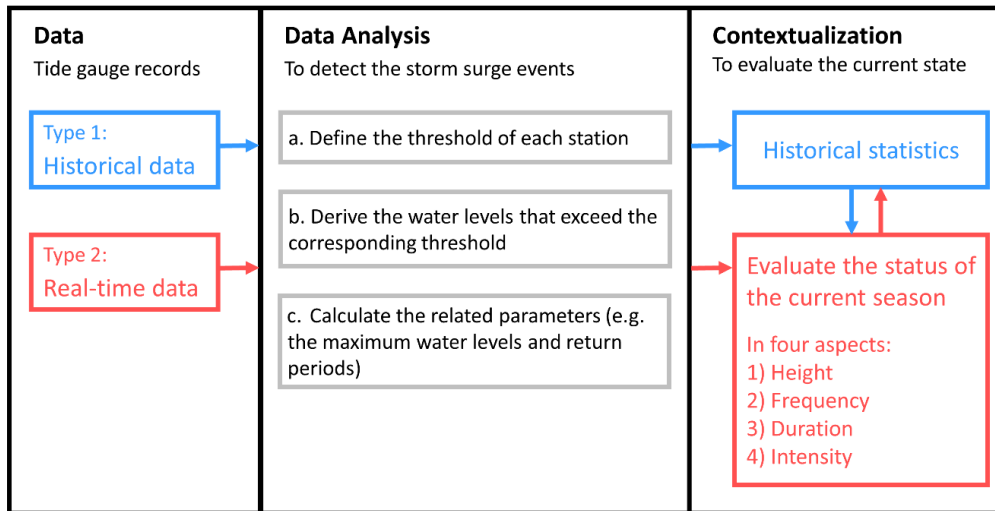 Data
Tide gauge records
Type 1:
Historical data
Type 2:
Real-time data
Data Analysis
To detect the storm surge events
a. Define the threshold of each station
b. Derive the water levels that exceed the
corresponding threshold
c. Calculate the related parameters (e.g.
the maximum water levels and return
periods)
Contextualization
To evaluate the current state
Historical statistics
Evaluate the status of
the current season
In four aspects:
1) Height
2) Frequency
3) Duration
4) Intensity